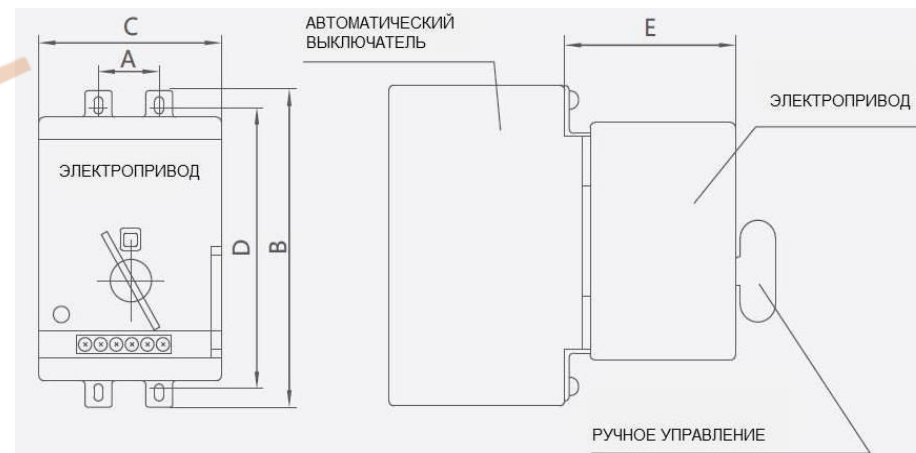 C
A
ЭЛЕКТРОПРИВОД
D
B
АВТОМАТИЧЕСКИЙ
ВЫКЛЮЧАТЕЛЬ
E
ЭЛЕКТРОПРИВОД
РУЧНОЕ УПРАВЛЕНИЕ